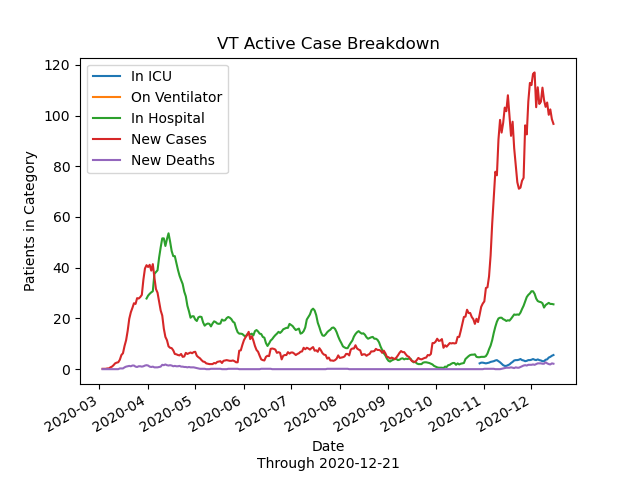 VT Active Case Breakdown
In ICU
On Ventilator
In Hospital
New Cases
New Deaths
Patients in Category
120
100
80
60
40
20
0
2020-03
2020-04
2020-05
2020-06
2020-07
2020-08
2020-09
2020-10
2020-11
2020-12
Date
Through 2020-12-21